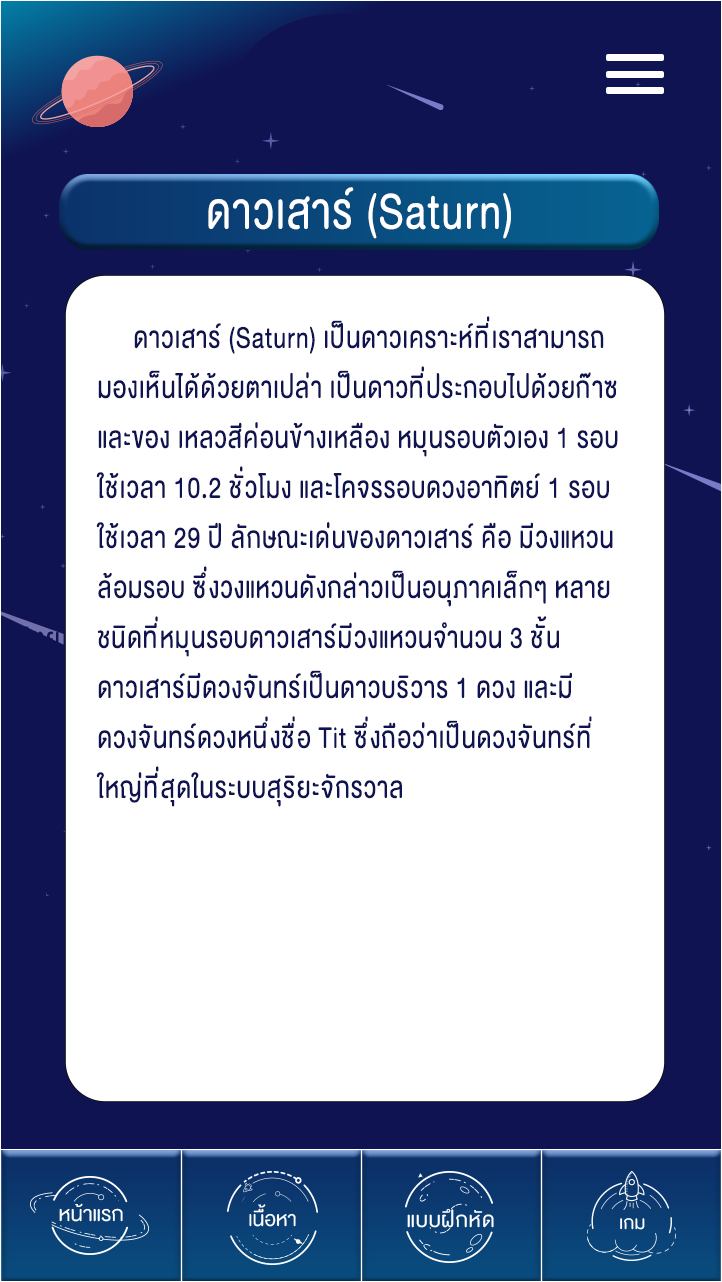 ดาวเสาร์ (Saturn)
ดาวเสาร์ (Saturn) เป็นดาวเคราะห์ที่เราสามารถ
มองเห็นได้ด้วยตาเปล่า เป็นดาวที่ประกอบไปด้วยก๊าซ
และของ เหลวสีค่อนข้างเหลือง หมุนรอบตัวเอง 1 รอบ
ใช้เวลา 10.2 ชั่วโมง และโคจรรอบดวงอาทิตย์ 1 รอบ
ใช้เวลา 29 ปี ลักษณะเด่นของดาวเสาร์ คือ มีวงแหวน
ล้อมรอบ ซึ่งวงแหวนดังกล่าวเป็นอนุภาคเล็กๆ หลาย
ชนิดที่หมุนรอบดาวเสาร์มีวงแหวนจำนวน 3 ชั้น
ดาวเสาร์มีดวงจันทร์เป็นดาวบริวาร 1 ดวง และมี
ดวงจันทร์ดวงหนึ่งชื่อ Tit ซึ่งถือว่าเป็นดวงจันทร์ที่
ใหญ่ที่สุดในระบบสุริยะจักรวาล
หน้าแรก
เนื้อหา
แบบฝึกหัด
เกม